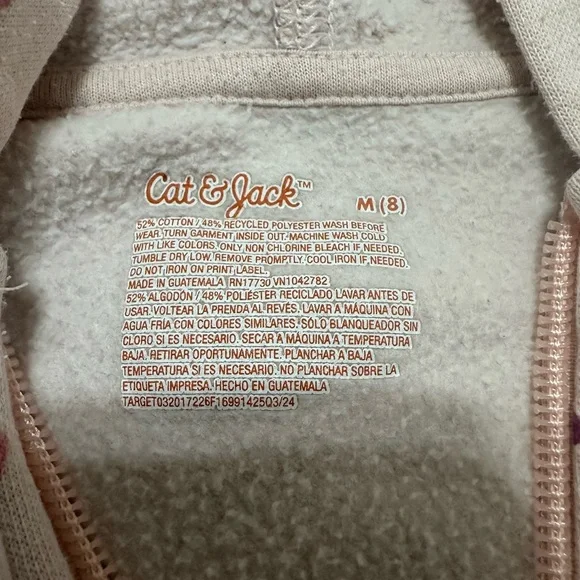 Cat & Jack™ M (8)
52% COTTON / 48% RECYCLED POLYESTER WASH BEFORE
WEAR. TURN GARMENT INSIDE OUT. MACHINE WASH COLD
WITH LIKE COLORS. ONLY NON CHLORINE BLEACH IF NEEDED.
TUMBLE DRY LOW. REMOVE PROMPTLY. COOL IRON IF NEEDED.
DO NOT IRON ON PRINT LABEL.
MADE IN GUATEMALA RN17730 VN1042782
52% ALGODÓN / 48% POLIÉSTER RECICLADO LAVAR ANTES DE
USAR. VOLTEAR LA PRENDA AL REVÉS. LAVAR A MÁQUINA CON
AGUA FRÍA CON COLORES SIMILARES. SÓLO BLANQUEADOR SIN
CLORO SI ES NECESARIO. SECAR A MÁQUINA A TEMPERATURA
BAJA. RETIRAR OPORTUNAMENTE. PLANCHAR A BAJA
TEMPERATURA SI ES NECESARIO. NO PLANCHAR SOBRE LA
ETIQUETA IMPRESA. HECHO EN GUATEMALA
TARGET032017226F16991425Q3/24